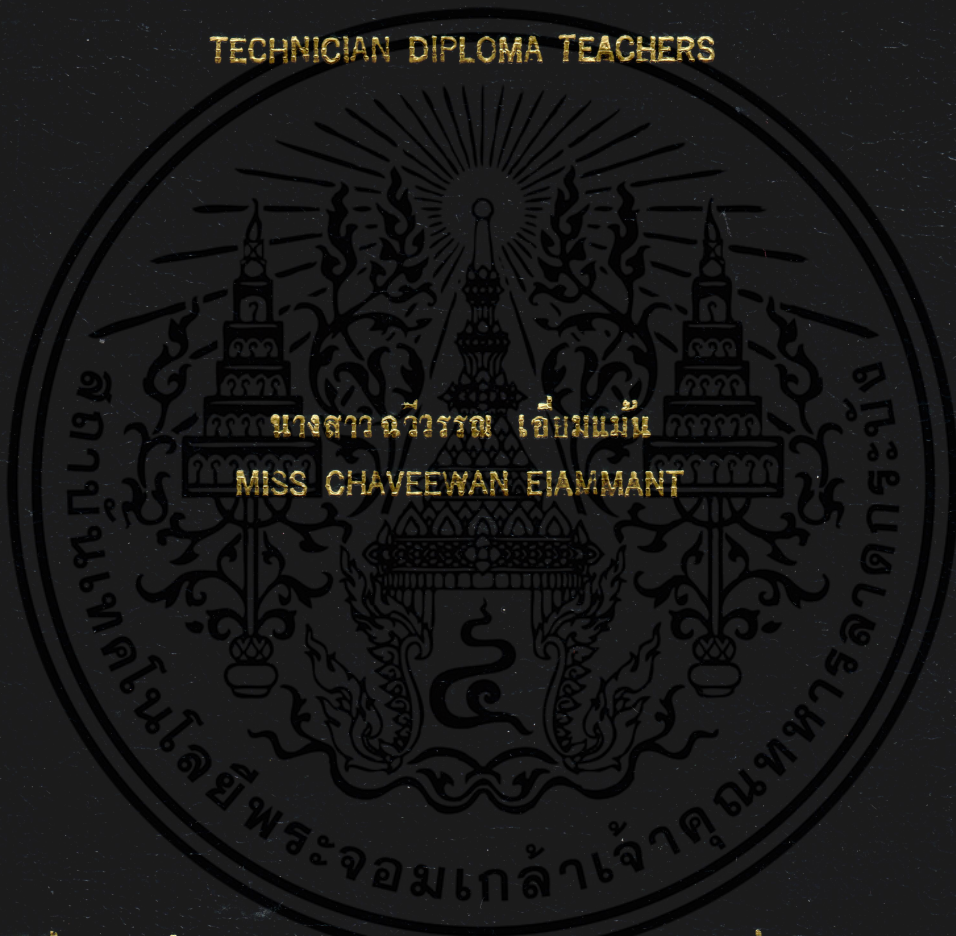 TECHNICIAN DIPLOMA TEACHERS
นางสาว ฉวีวรรณ เอี่ยมแม้น
MISS CHAVEEWAN EIAMMANT
สถาบันเทคโนโลยีพระจอมเกล้าเจ้าคุณทหารลาดกระบัง